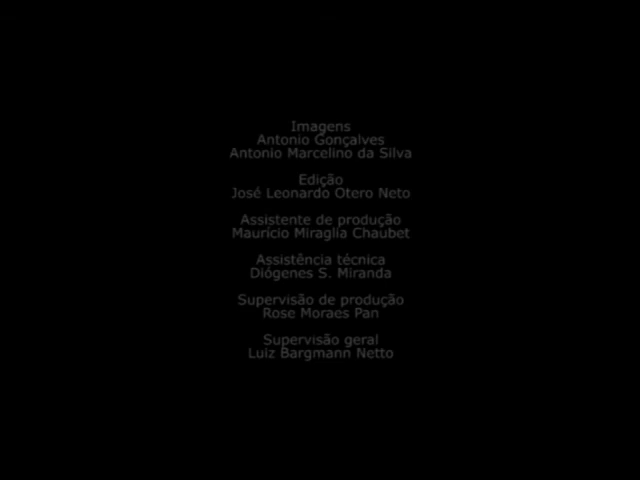 Imagens
Antonio Gonçalves
Antonio Marcelino da Silva
Edição
José Leonardo Otero Neto
Assistente de produção
Maurício Miraglia Chaubet
Assistência técnica
Diógenes S. Miranda
Supervisão de produção
Rose Moraes Pan
Supervisão geral
Luiz Bargmann Netto